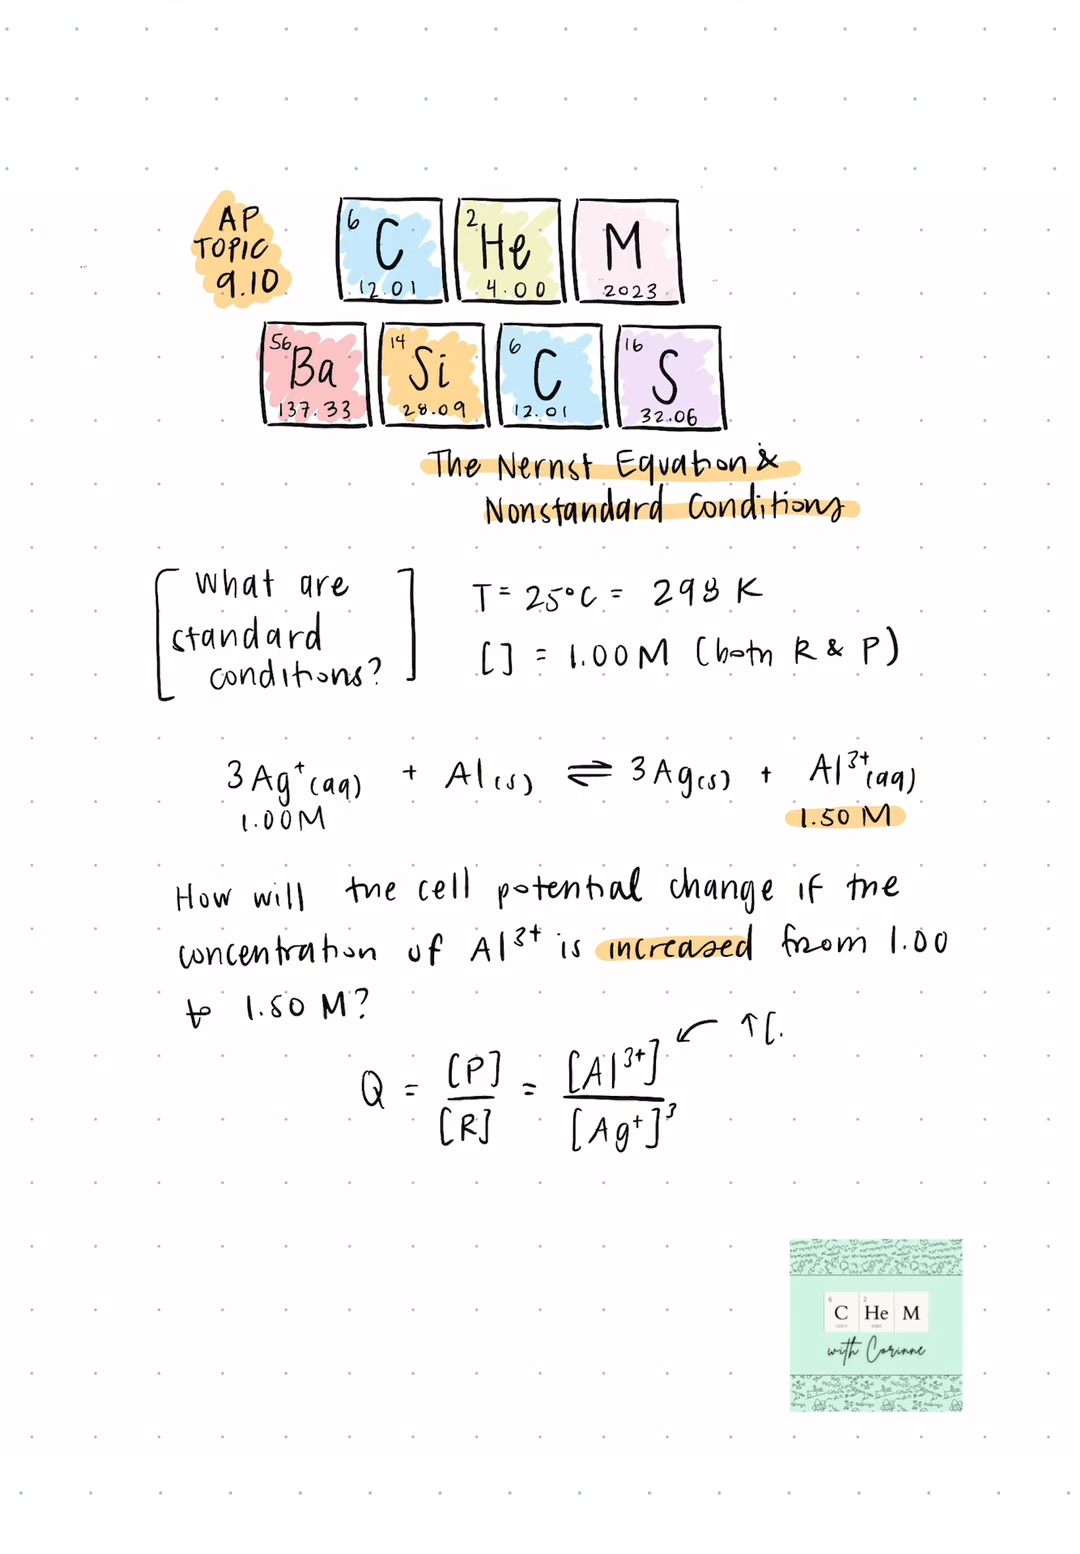 AP
TOPIC
9.10
6 2
C He M
12.01 4.00 2023
56 14 6 16
Ba Si C S
137.33 28.09 12.01 32.06
The Nernst Equation &
Nonstandard Conditions
What are
standard
conditions?
T = 25°C = 298 K
[ ] = 1.00 M (both R & P)
3 Ag⁺(aq) + Al(s) ⇌ 3 Ag(s) + Al³⁺(aq)
1.00 M 1.50 M
How will the cell potential change if the
concentration of Al³⁺ is increased from 1.00
to 1.50 M?
↑ [.
Q = [P] = [Al³⁺]
[R] [Ag⁺]³
6 2
C He M
with Corinne